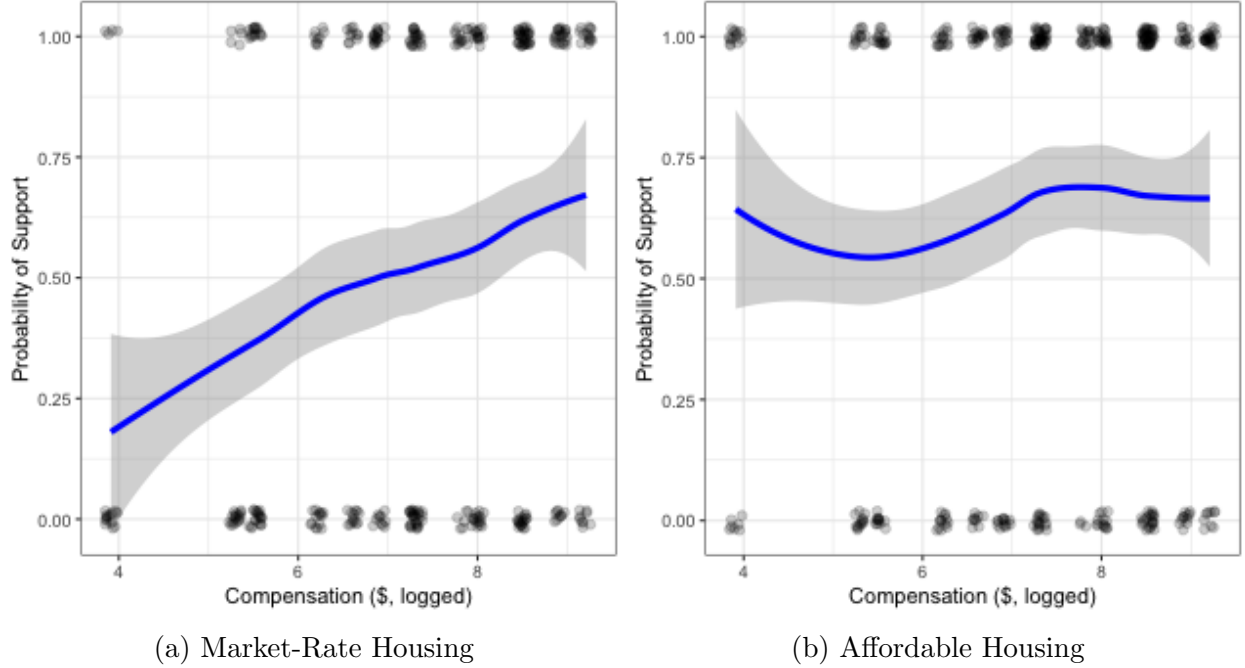 1.00
0.75
0.50
0.25
0.00
Probability of Support
4 6 8
Compensation ($, logged)
(a) Market-Rate Housing
1.00
0.75
0.50
0.25
0.00
Probability of Support
4 6 8
Compensation ($, logged)
(b) Affordable Housing